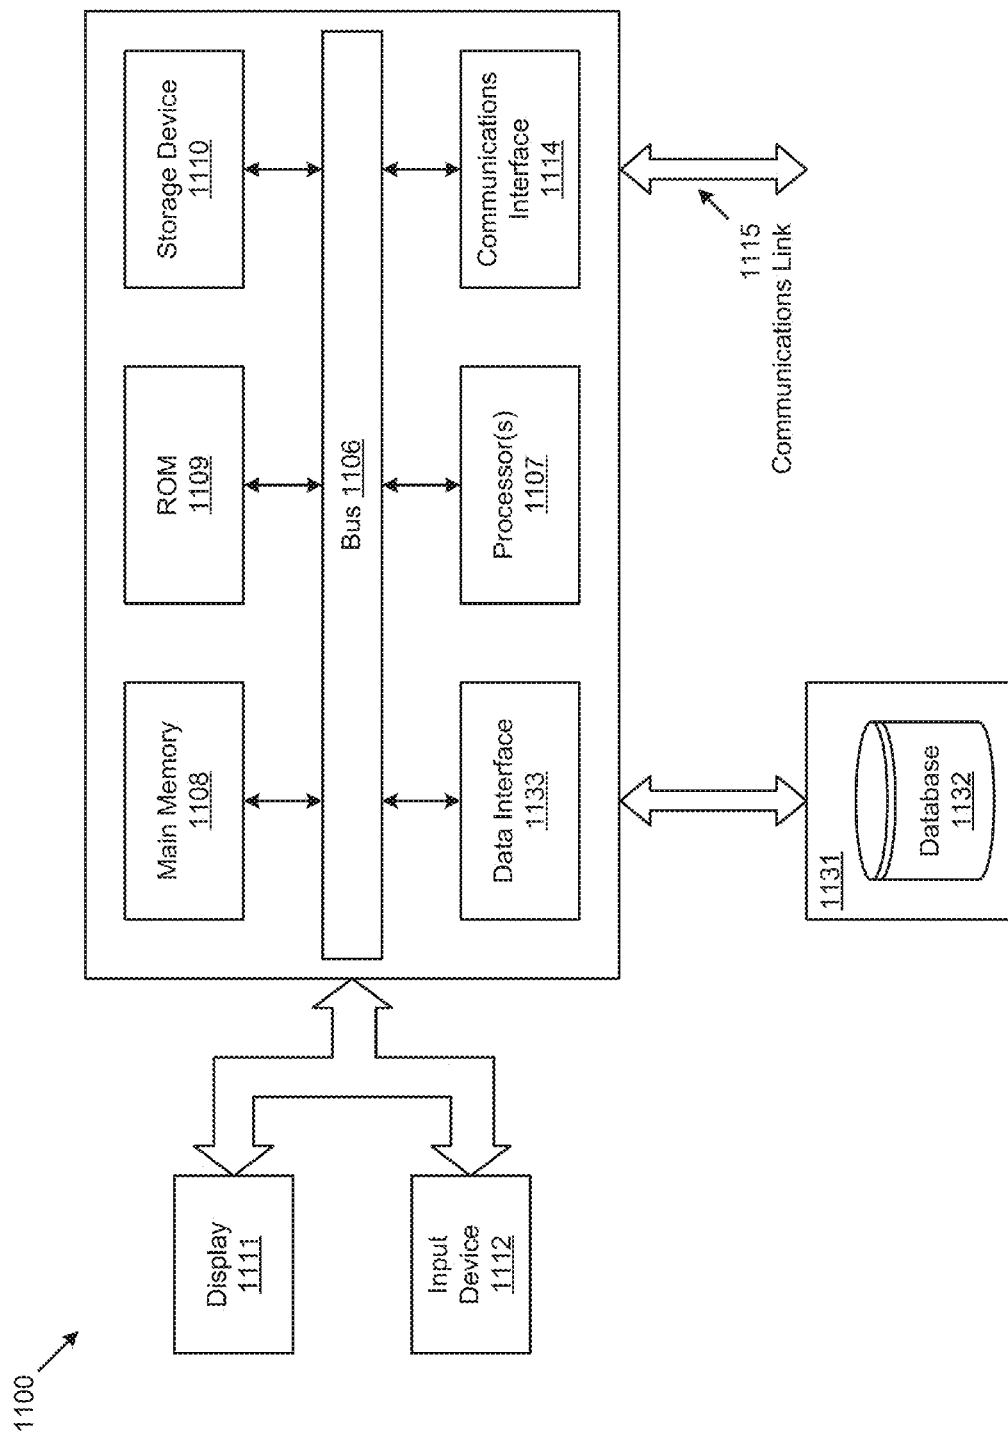 1100
Display
1111
Input
Device
1112
Main Memory
1108
ROM
1109
Storage Device
1110
Bus 1106
Data Interface
1133
Processor(s)
1107
Communications
Interface
1114
1115
Communications Link
1131
Database
1132